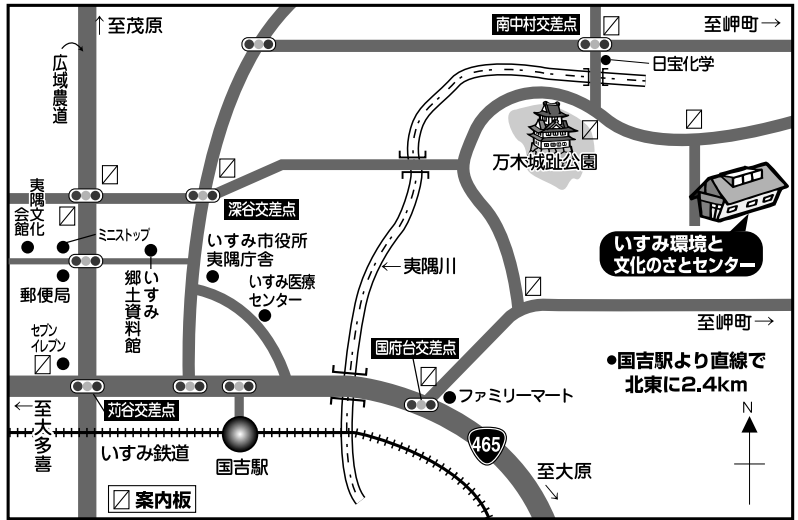 至茂原
南中村交差点
至岬町
日宝化学
広域農道
万木城趾公園
夷隅文化
会館
深谷交差点
ミニストップ
いすみ市役所
夷隅庁舎
夷隅川
いすみ環境と
文化のさとセンター
いすみ医療
センター
郵便局
いすみ
郷土資料館
セブン
イレブン
国府台交差点
至岬町
●国吉駅より直線で
北東に2.4km
ファミリーマート
刈谷交差点
N
至大多喜
いすみ鉄道
国吉駅
465
至大原
案内板